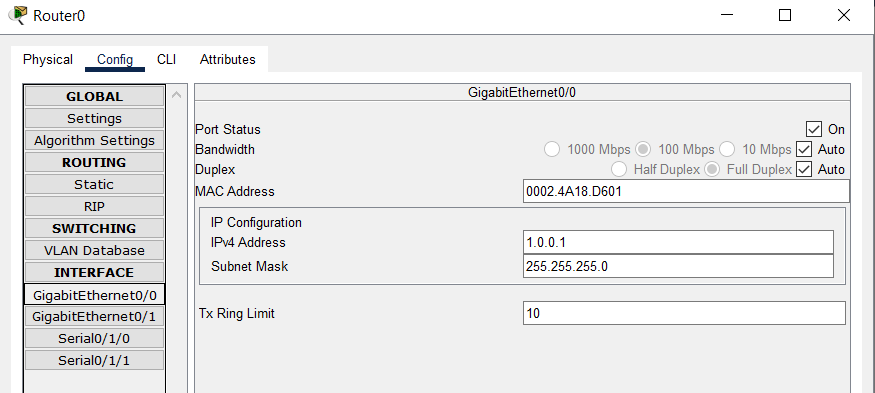 Router0
Physical Config CLI Attributes
GLOBAL
Settings
Algorithm Settings
ROUTING
Static
RIP
SWITCHING
VLAN Database
INTERFACE
GigabitEthernet0/0
GigabitEthernet0/1
Serial0/1/0
Serial0/1/1
GigabitEthernet0/0
Port Status On
Bandwidth 1000 Mbps 100 Mbps 10 Mbps Auto
Duplex Half Duplex Full Duplex Auto
MAC Address 0002.4A18.D601
IP Configuration
IPv4 Address 1.0.0.1
Subnet Mask 255.255.255.0
Tx Ring Limit 10